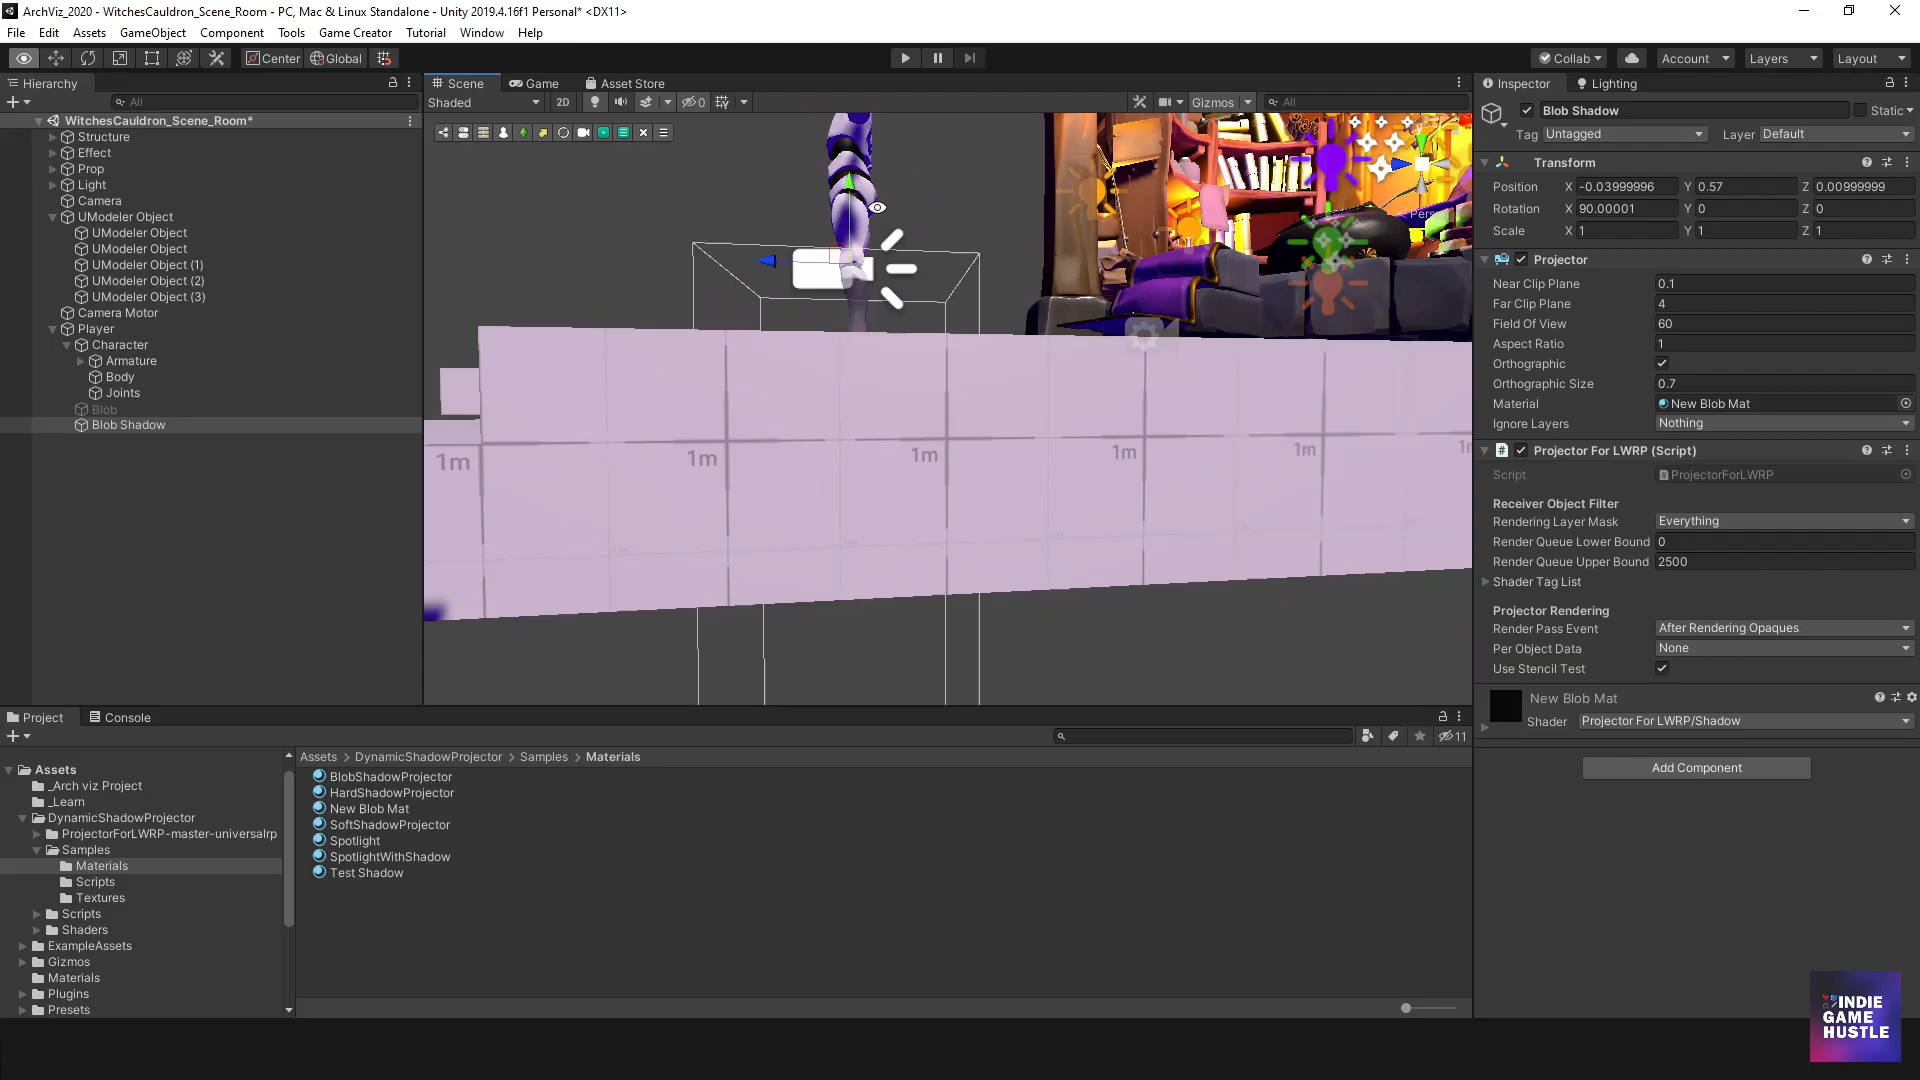 ArchViz_2020 - WitchesCauldron_Scene_Room - PC, Mac & Linux Standalone - Unity 2019.4.16f1 Personal* <DX11>
File Edit Assets GameObject Component Tools Game Creator Tutorial Window Help
Center Global Collab Account Layers Layout
Hierarchy
All
WitchesCauldron_Scene_Room*
Structure
Effect
Prop
Light
Camera
UModeler Object
UModeler Object
UModeler Object
UModeler Object (1)
UModeler Object (2)
UModeler Object (3)
Camera Motor
Player
Character
Armature
Body
Joints
Blob
Blob Shadow
Scene Game Asset Store
Shaded 2D 0 Gizmos All
1m 1m 1m 1m 1m
Inspector Lighting
Blob Shadow Static
Tag Untagged Layer Default
Transform
Position X -0.03999996 Y 0.57 Z 0.00999999
Rotation X 90.00001 Y 0 Z 0
Scale X 1 Y 1 Z 1
Projector
Near Clip Plane 0.1
Far Clip Plane 4
Field Of View 60
Aspect Ratio 1
Orthographic
Orthographic Size 0.7
Material New Blob Mat
Ignore Layers Nothing
# Projector For LWRP (Script)
Script ProjectorForLWRP
Receiver Object Filter
Rendering Layer Mask Everything
Render Queue Lower Bound 0
Render Queue Upper Bound 2500
Shader Tag List
Projector Rendering
Render Pass Event After Rendering Opaques
Per Object Data None
Use Stencil Test
New Blob Mat
Shader Projector For LWRP/Shadow
Add Component
Project Console
11
Assets
_Arch viz Project
_Learn
DynamicShadowProjector
ProjectorForLWRP-master-universalrp
Samples
Materials
Scripts
Textures
Scripts
Shaders
ExampleAssets
Gizmos
Materials
Plugins
Presets
Assets > DynamicShadowProjector > Samples > Materials
BlobShadowProjector
HardShadowProjector
New Blob Mat
SoftShadowProjector
Spotlight
SpotlightWithShadow
Test Shadow
INDIE
GAME
HUSTLE